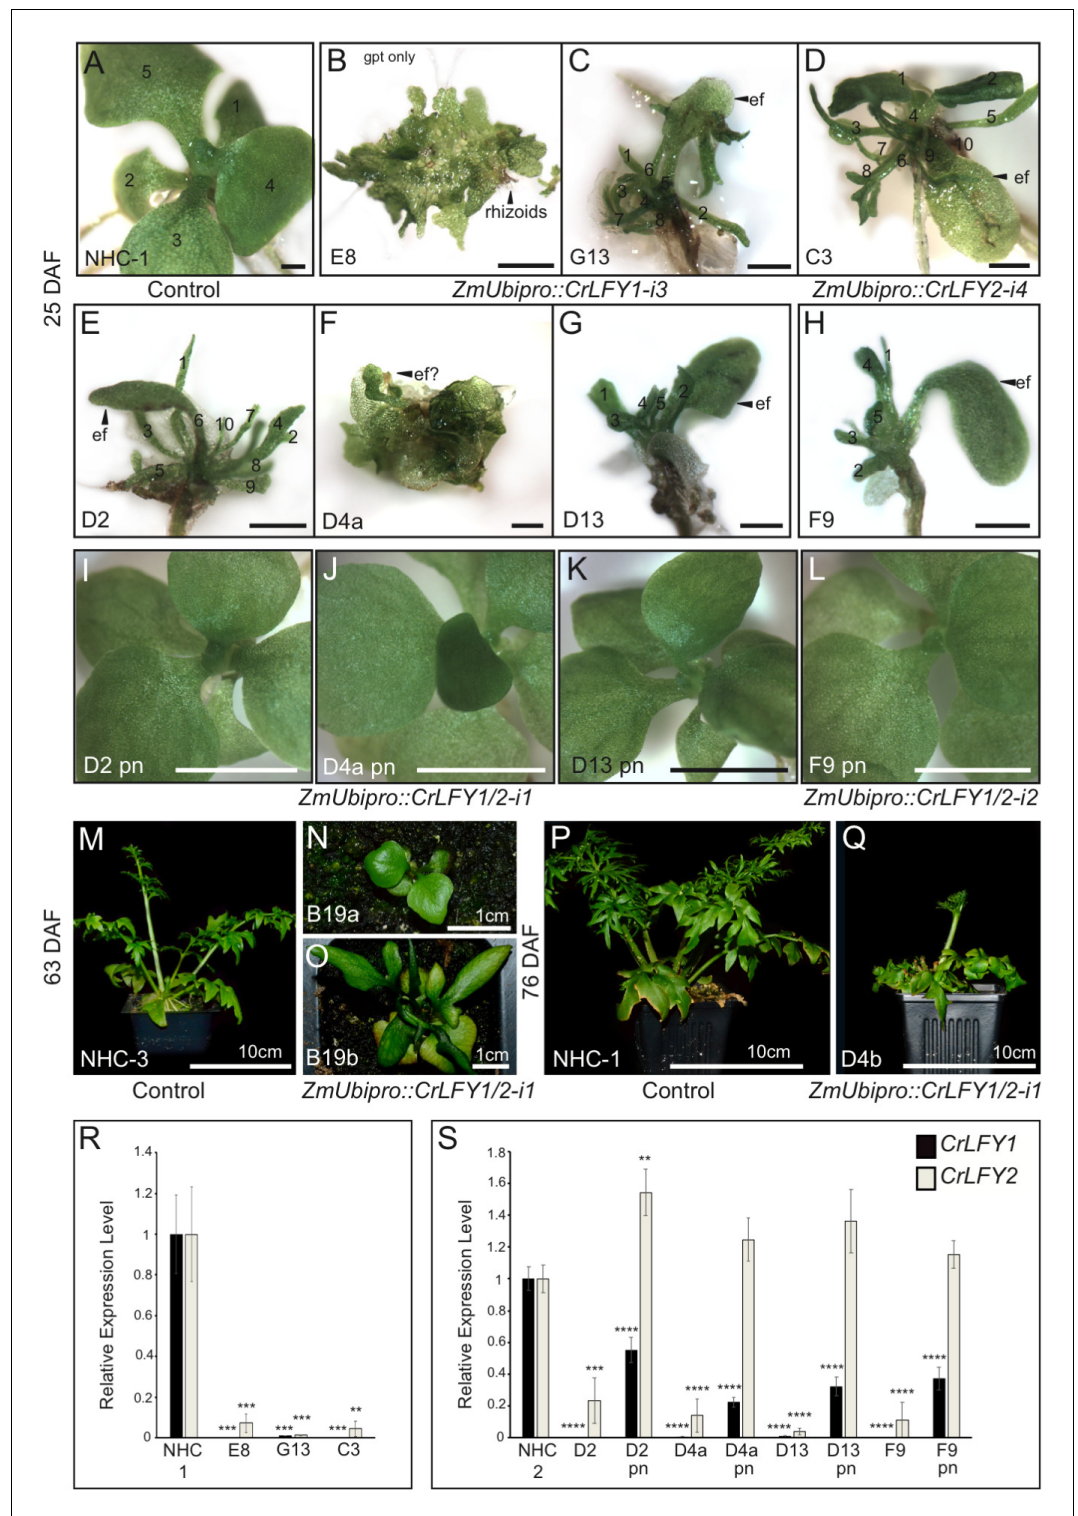 25 DAF
A
5
1
2
4
3
NHC-1
B
gpt only
rhizoids
E8
C
ef
1
6
3
5
4
2
7
8
G13
D
1
2
4
5
3
7
6
9
10
8
ef
C3
Control
ZmUbipro::CrLFY1-i3
ZmUbipro::CrLFY2-i4
E
1
ef
3
6
10
7
4
2
5
8
9
D2
F
ef?
D4a
G
1
3
4
5
2
ef
D13
H
1
4
5
3
2
ef
F9
I
D2 pn
J
D4a pn
K
D13 pn
L
F9 pn
ZmUbipro::CrLFY1/2-i1
ZmUbipro::CrLFY1/2-i2
63 DAF
M
NHC-3
10cm
N
B19a
1cm
O
B19b
1cm
76 DAF
P
NHC-1
10cm
Q
D4b
10cm
Control
ZmUbipro::CrLFY1/2-i1
Control
ZmUbipro::CrLFY1/2-i1
R
Relative Expression Level
1.4
1.2
1
0.8
0.6
0.4
0.2
0
*** ***
*** ***
*** **
NHC E8 G13 C3
1
S
CrLFY1
CrLFY2
Relative Expression Level
1.8
1.6
1.4
1.2
1
0.8
0.6
0.4
0.2
0
**** ***
**** **
**** ****
****
**** ****
****
**** ****
****
NHC D2 D2 D4a D4a D13 D13 F9 F9
2 pn pn pn pn